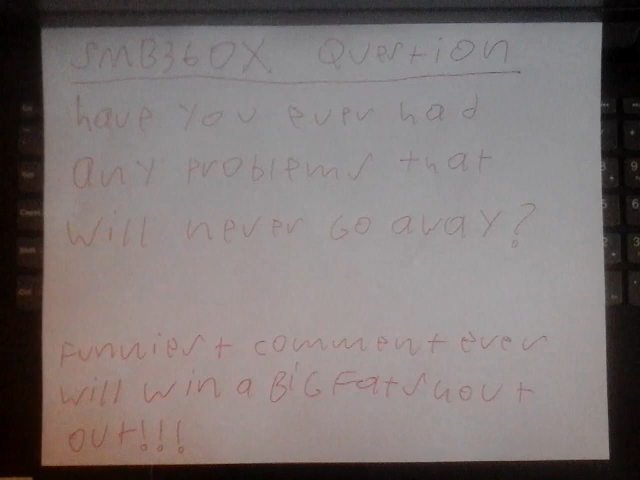 SMB360X Question
have you ever had
any problems that
will never go away?
Funniest comment ever
will win a BiG Fat shout
out!!!